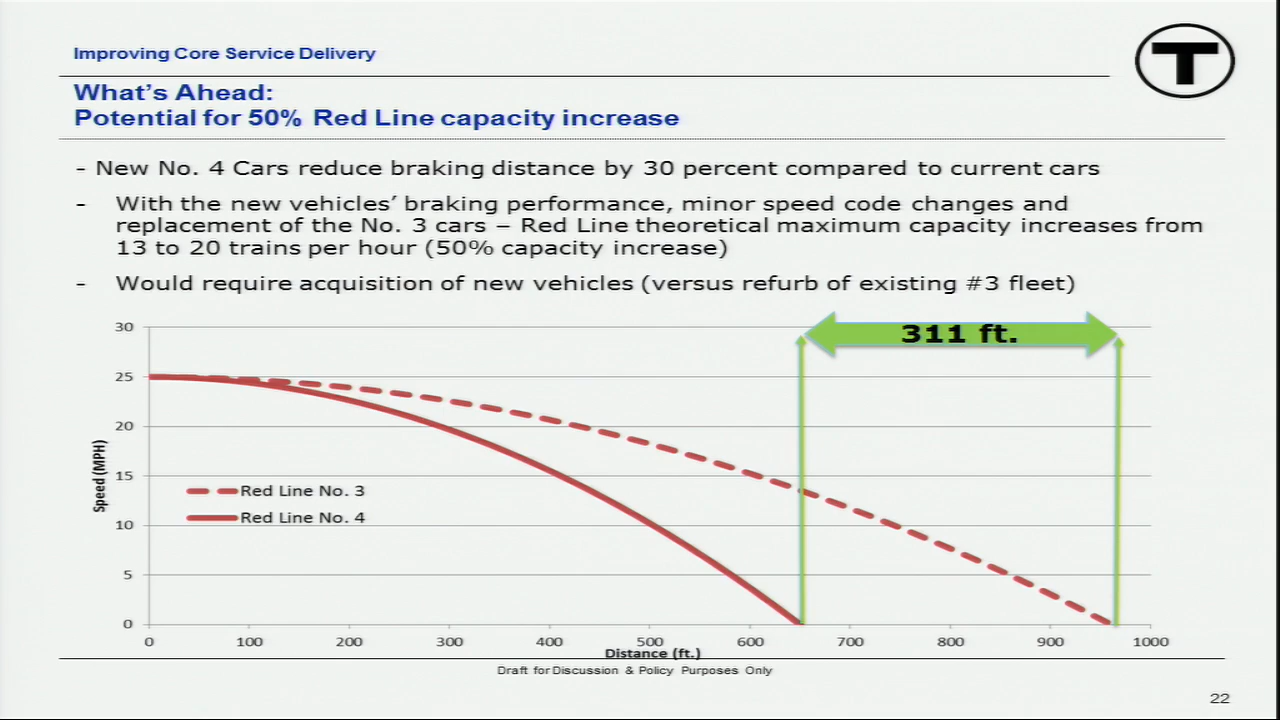 Improving Core Service Delivery
T
What's Ahead:
Potential for 50% Red Line capacity increase
- New No. 4 Cars reduce braking distance by 30 percent compared to current cars
- With the new vehicles' braking performance, minor speed code changes and
replacement of the No. 3 cars – Red Line theoretical maximum capacity increases from
13 to 20 trains per hour (50% capacity increase)
- Would require acquisition of new vehicles (versus refurb of existing #3 fleet)
311 ft.
30
25
20
15
10
5
0
Speed (MPH)
Red Line No. 3
Red Line No. 4
0 100 200 300 400 500 600 700 800 900 1000
Distance (ft.)
Draft for Discussion & Policy Purposes Only
22